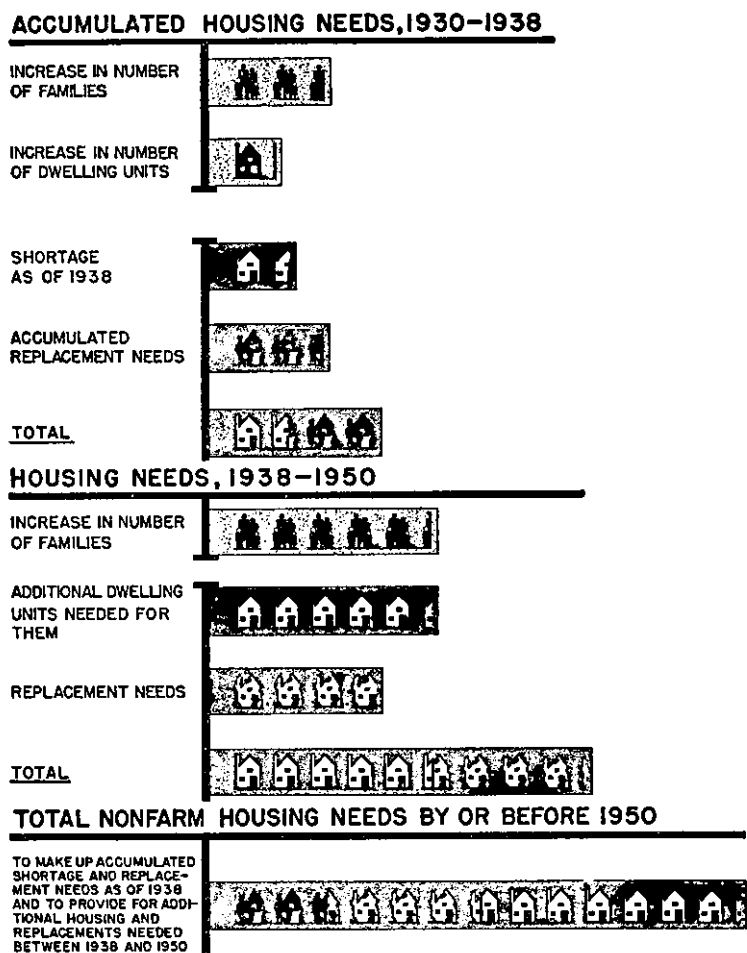 ACCUMULATED HOUSING NEEDS, 1930-1938
INCREASE IN NUMBER
OF FAMILIES
INCREASE IN NUMBER
OF DWELLING UNITS
SHORTAGE
AS OF 1938
ACCUMULATED
REPLACEMENT NEEDS
TOTAL
HOUSING NEEDS, 1938-1950
INCREASE IN NUMBER
OF FAMILIES
ADDITIONAL DWELLING
UNITS NEEDED FOR
THEM
REPLACEMENT NEEDS
TOTAL
TOTAL NONFARM HOUSING NEEDS BY OR BEFORE 1950
TO MAKE UP ACCUMULATED
SHORTAGE AND REPLACE-
MENT NEEDS AS OF 1938
AND TO PROVIDE FOR ADDI-
TIONAL HOUSING AND
REPLACEMENTS NEEDED
BETWEEN 1938 AND 1950